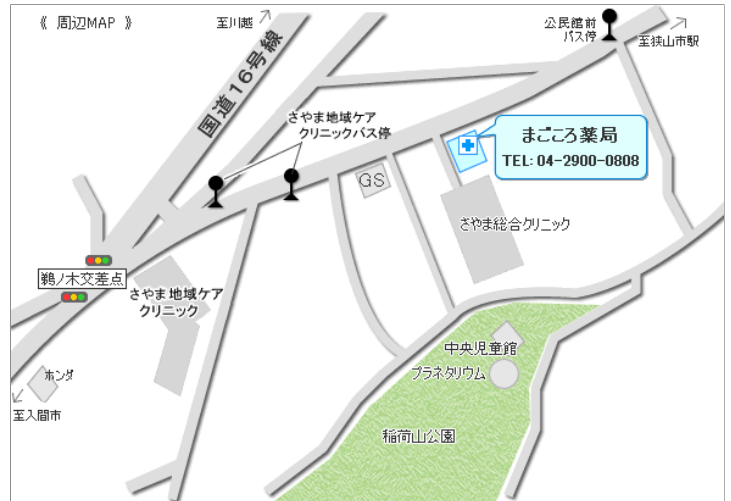 《 周辺MAP 》
至川越
公民館前
バス停
至狭山市駅
国道16号線
さやま地域ケア
クリニックバス停
まごころ薬局
TEL: 04-2900-0808
GS
さやま総合クリニック
鵜ノ木交差点
さやま地域ケア
クリニック
中央児童館
プラネタリウム
ホンダ
至入間市
稲荷山公園